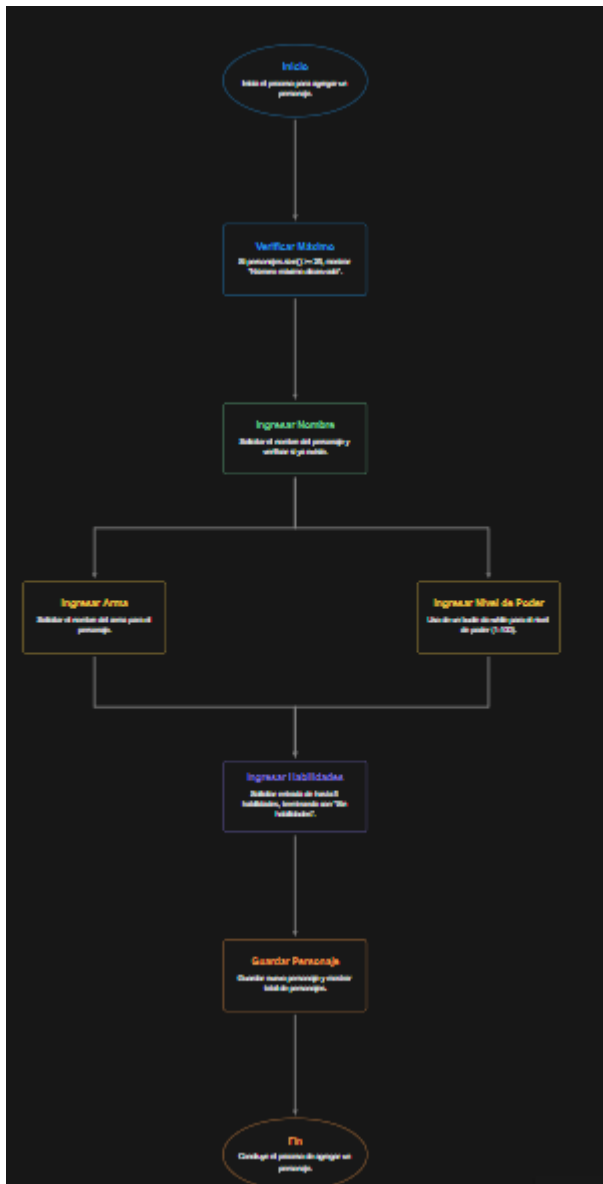 Inicio
Inicia el proceso para agregar un
personaje.
Verificar Máximo
Si personajes.size() >= 20, mostrar
"Número máximo alcanzado".
Ingresar Nombre
Solicitar el nombre del personaje y
verificar si ya existe.
Ingresar Arma
Solicitar el nombre del arma para el
personaje.
Ingresar Nivel de Poder
Uso de un bucle do-while para el nivel
de poder (1-100).
Ingresar Habilidades
Solicitar entrada de hasta 5
habilidades, terminando con "Sin
habilidades".
Guardar Personaje
Guardar nuevo personaje y mostrar
total de personajes.
Fin
Concluye el proceso de agregar un
personaje.